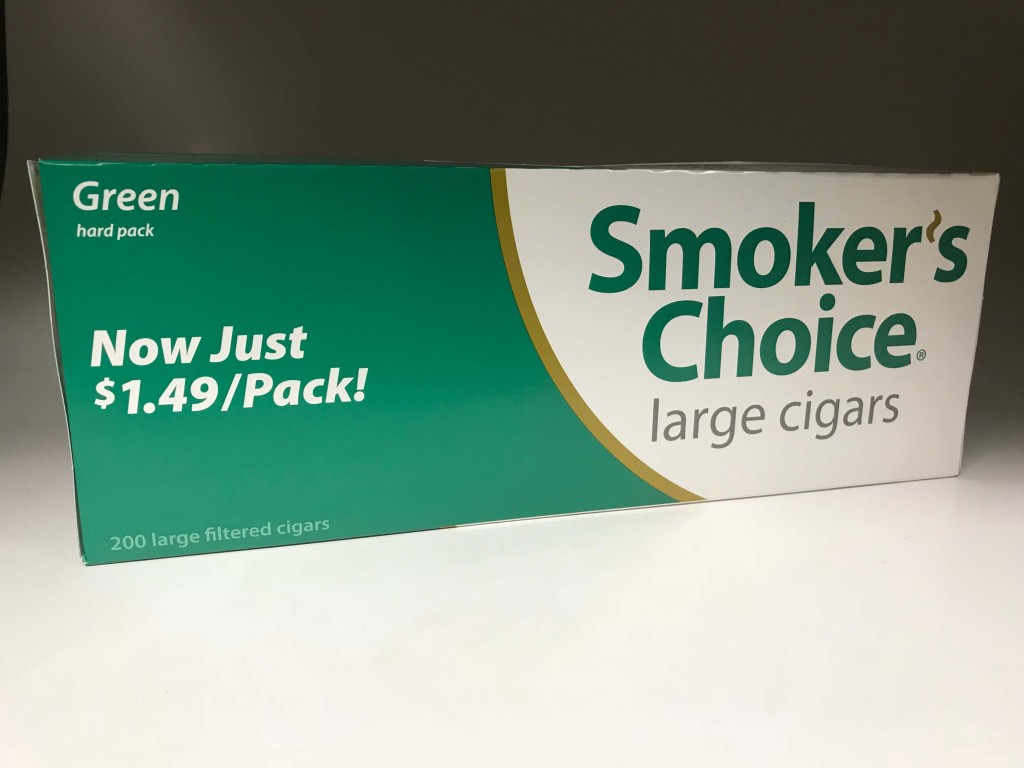 Green
hard pack
Now Just
$1.49/Pack!
200 large filtered cigars
Smoker's
Choice®
large cigars